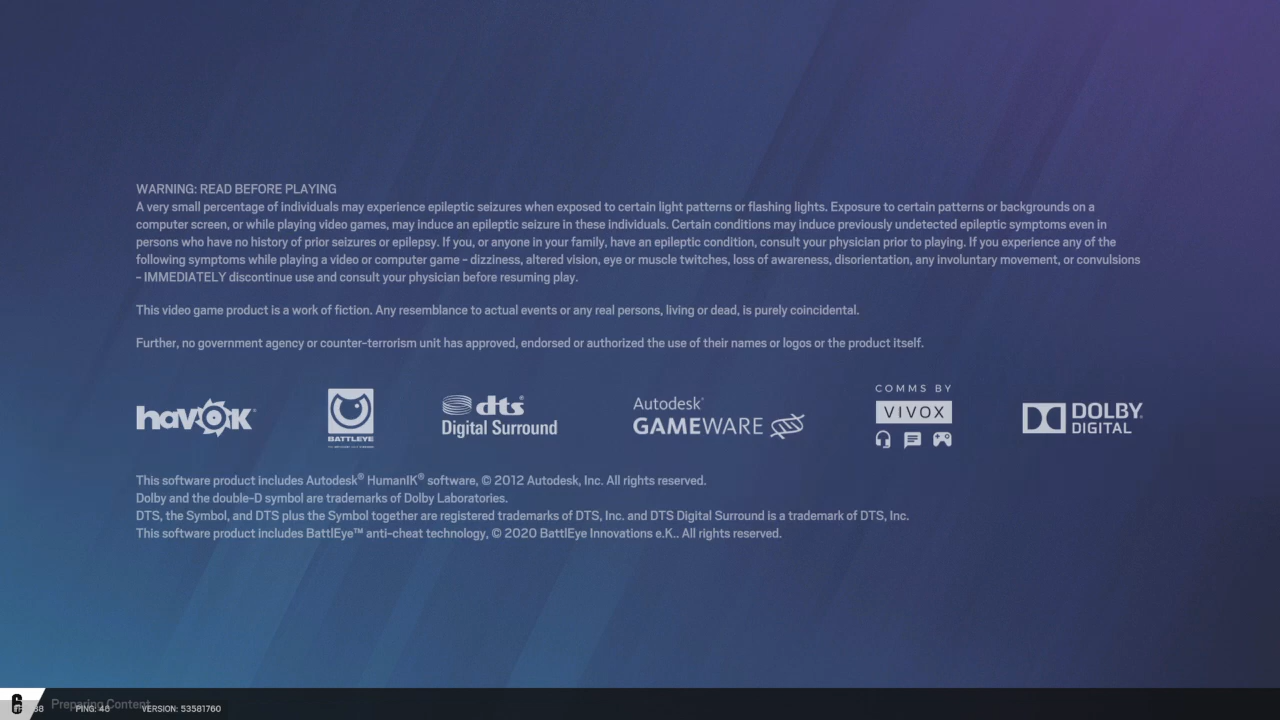 WARNING: READ BEFORE PLAYING
A very small percentage of individuals may experience epileptic seizures when exposed to certain light patterns or flashing lights. Exposure to certain patterns or backgrounds on a
computer screen, or while playing video games, may induce an epileptic seizure in these individuals. Certain conditions may induce previously undetected epileptic symptoms even in
persons who have no history of prior seizures or epilepsy. If you, or anyone in your family, have an epileptic condition, consult your physician prior to playing. If you experience any of the
following symptoms while playing a video or computer game - dizziness, altered vision, eye or muscle twitches, loss of awareness, disorientation, any involuntary movement, or convulsions
- IMMEDIATELY discontinue use and consult your physician before resuming play.
This video game product is a work of fiction. Any resemblance to actual events or any real persons, living or dead, is purely coincidental.
Further, no government agency or counter-terrorism unit has approved, endorsed or authorized the use of their names or logos or the product itself.
havok
BATTLEYE
dts
Digital Surround
Autodesk®
GAMEWARE
COMMS BY
VIVOX
DOLBY
DIGITAL
This software product includes Autodesk® HumanIK® software, © 2012 Autodesk, Inc. All rights reserved.
Dolby and the double-D symbol are trademarks of Dolby Laboratories.
DTS, the Symbol, and DTS plus the Symbol together are registered trademarks of DTS, Inc. and DTS Digital Surround is a trademark of DTS, Inc.
This software product includes BattlEye™ anti-cheat technology, © 2020 BattlEye Innovations e.K.. All rights reserved.
6
Preparing Content
PING: 46 VERSION: 53581760